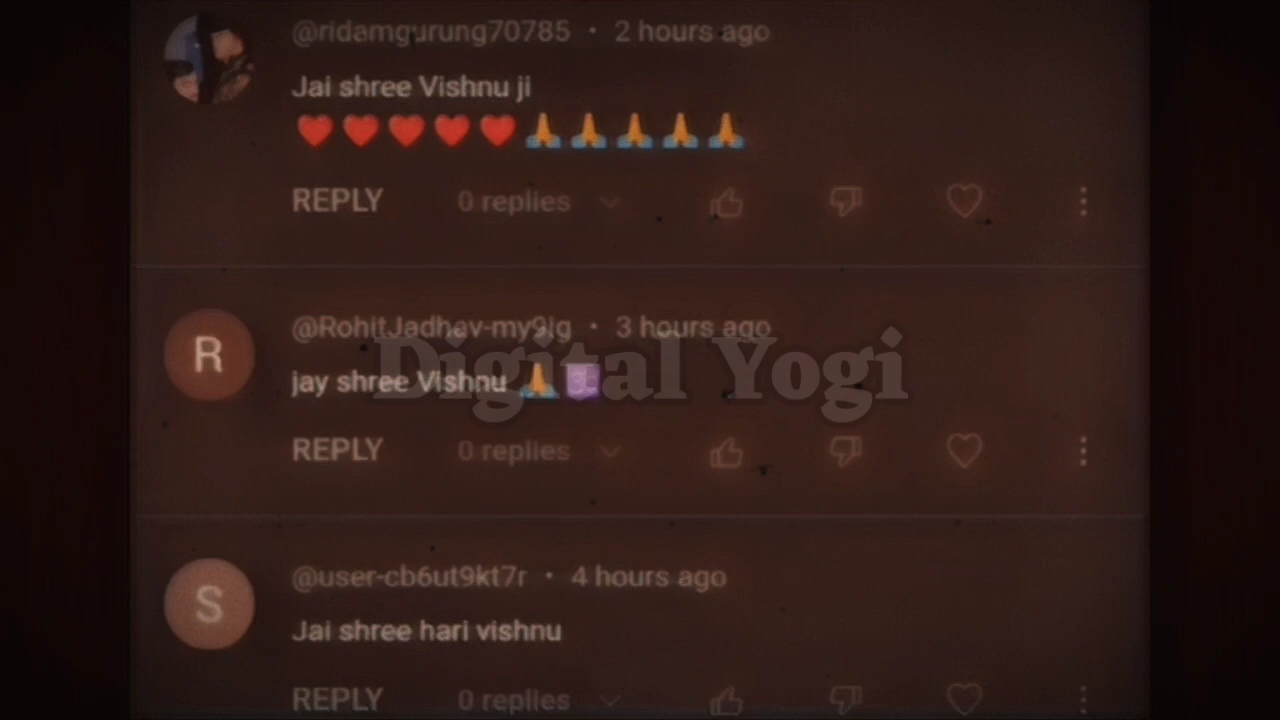 @ridamgurung70785 • 2 hours ago
Jai shree Vishnu ji
❤️❤️❤️❤️❤️🙏🙏🙏🙏🙏
REPLY 0 replies
@RohitJadhav-my9ig • 3 hours ago
Digital Yogi
jay shree Vishnu 🙏🕉️
REPLY 0 replies
@user-cb6ut9kt7r • 4 hours ago
Jai shree hari vishnu
REPLY 0 replies
R
S